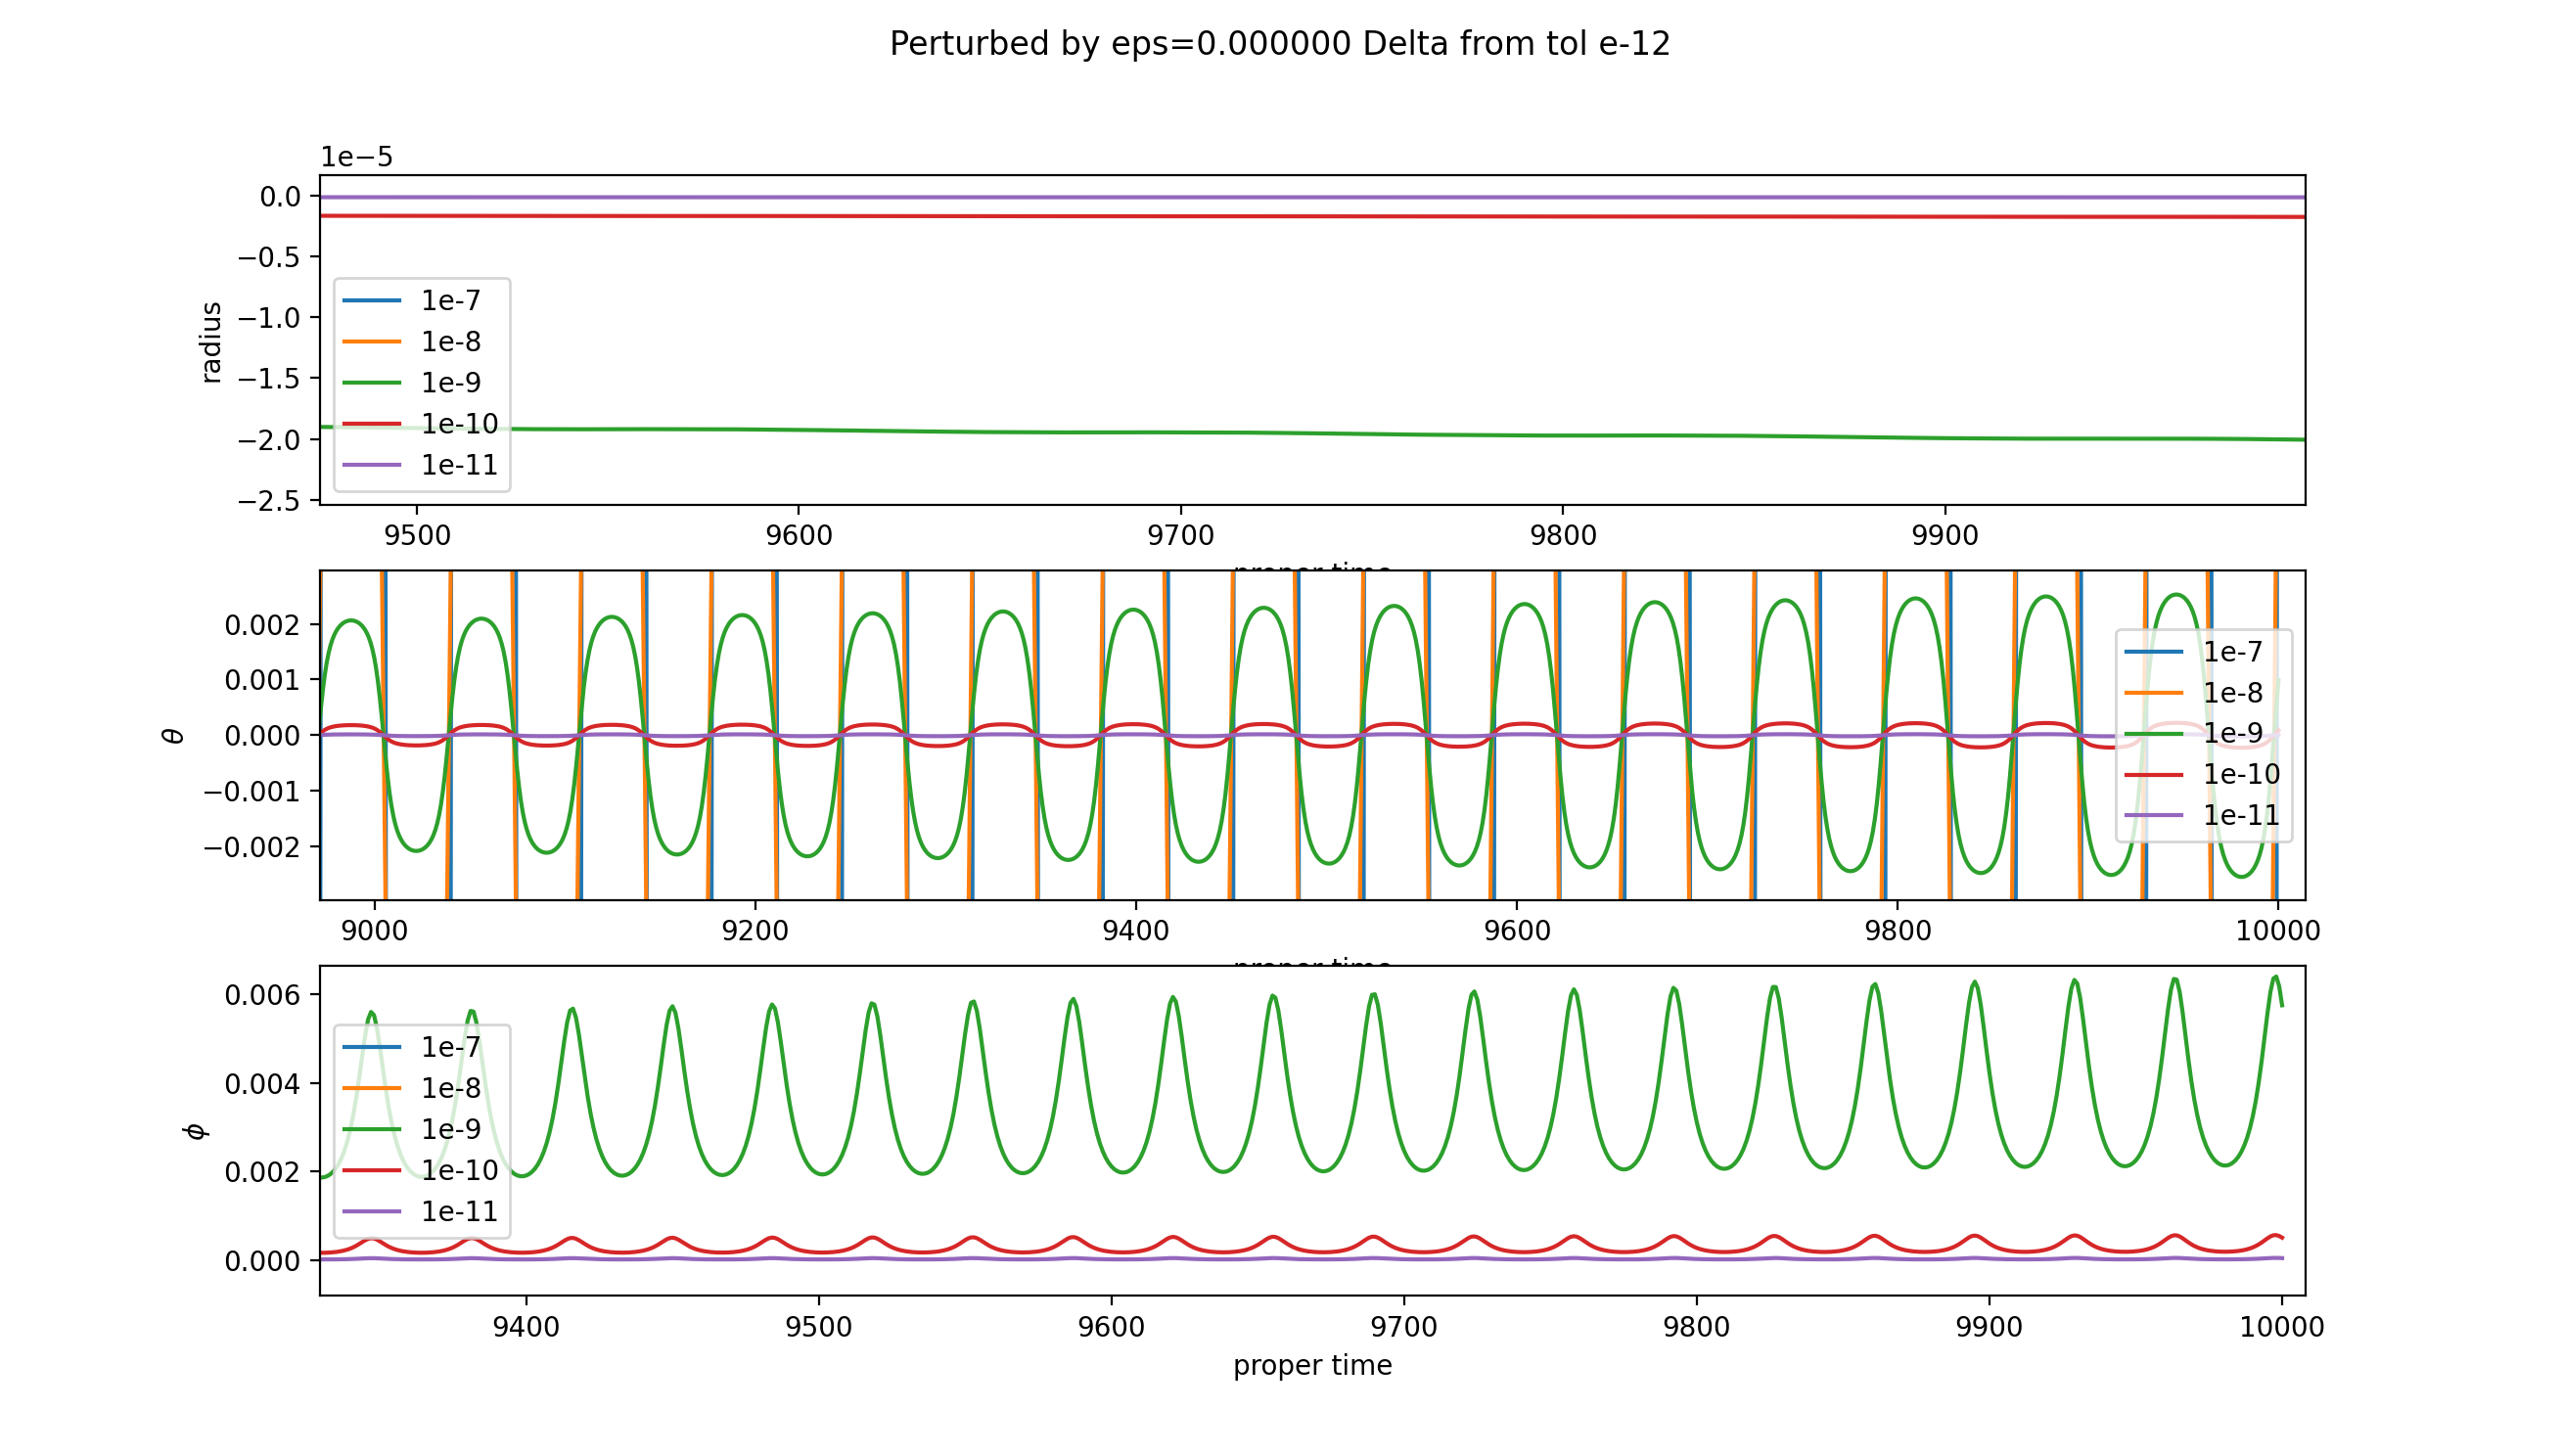 Perturbed by eps=0.000000 Delta from tol e-12
1e−5
0.0
−0.5
−1.0
−1.5
−2.0
−2.5
radius
1e-7
1e-8
1e-9
1e-10
1e-11
9500 9600 9700 9800 9900
proper time
0.002
0.001
0.000
−0.001
−0.002
θ
1e-7
1e-8
1e-9
1e-10
1e-11
9000 9200 9400 9600 9800 10000
proper time
0.006
0.004
0.002
0.000
ϕ
1e-7
1e-8
1e-9
1e-10
1e-11
9400 9500 9600 9700 9800 9900 10000
proper time